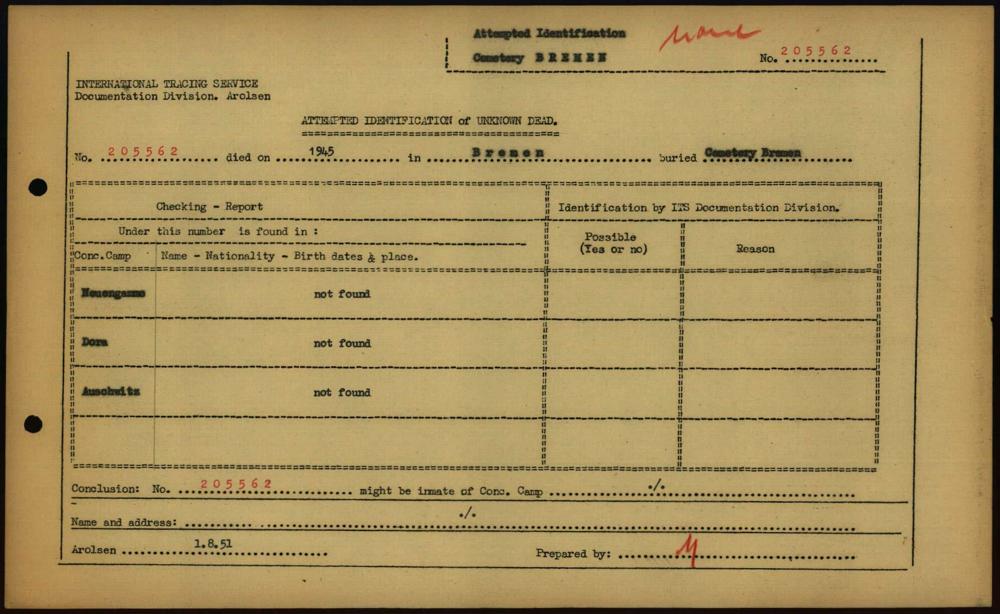 Attempted Identification
Cemetery BREMEN
No. 205562
INTERNATIONAL TRACING SERVICE
Documentation Division. Arolsen
ATTEMPTED IDENTIFICATION of UNKNOWN DEAD.
No. 205562 died on 1945 in Bremen buried Cemetery Bremen
Checking - Report
Identification by ITS Documentation Division.
Under this number is found in :
Possible
(Yes or no)
Reason
Conc.Camp Name - Nationality - Birth dates & place.
Neuengamme not found
Dora not found
Auschwitz not found
Conclusion: No. 205562 might be inmate of Conc. Camp ./.
Name and address: ./.
Arolsen 1.8.51 Prepared by: